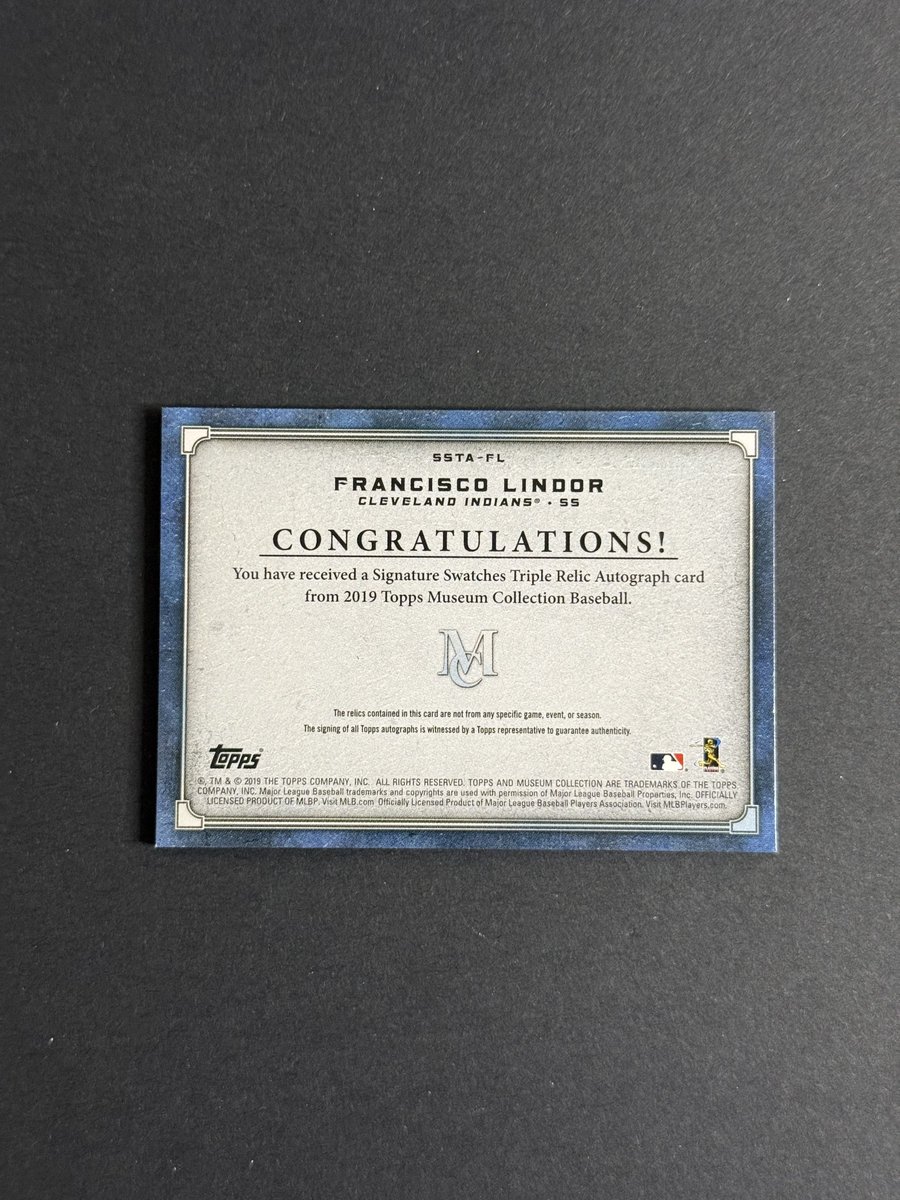 SSTA-FL
FRANCISCO LINDOR
CLEVELAND INDIANS® • SS
CONGRATULATIONS!
You have received a Signature Swatches Triple Relic Autograph card
from 2019 Topps Museum Collection Baseball.
MC
The relics contained in this card are not from any specific game, event, or season.
The signing of all Topps autographs is witnessed by a Topps representative to guarantee authenticity.
topps®
®, TM & © 2019 THE TOPPS COMPANY, INC. ALL RIGHTS RESERVED. TOPPS AND MUSEUM COLLECTION ARE TRADEMARKS OF THE TOPPS
COMPANY, INC. Major League Baseball trademarks and copyrights are used with permission of Major League Baseball Properties, Inc. OFFICIALLY
LICENSED PRODUCT OF MLBP. Visit MLB.com Officially Licensed Product of Major League Baseball Players Association. Visit MLBPlayers.com.